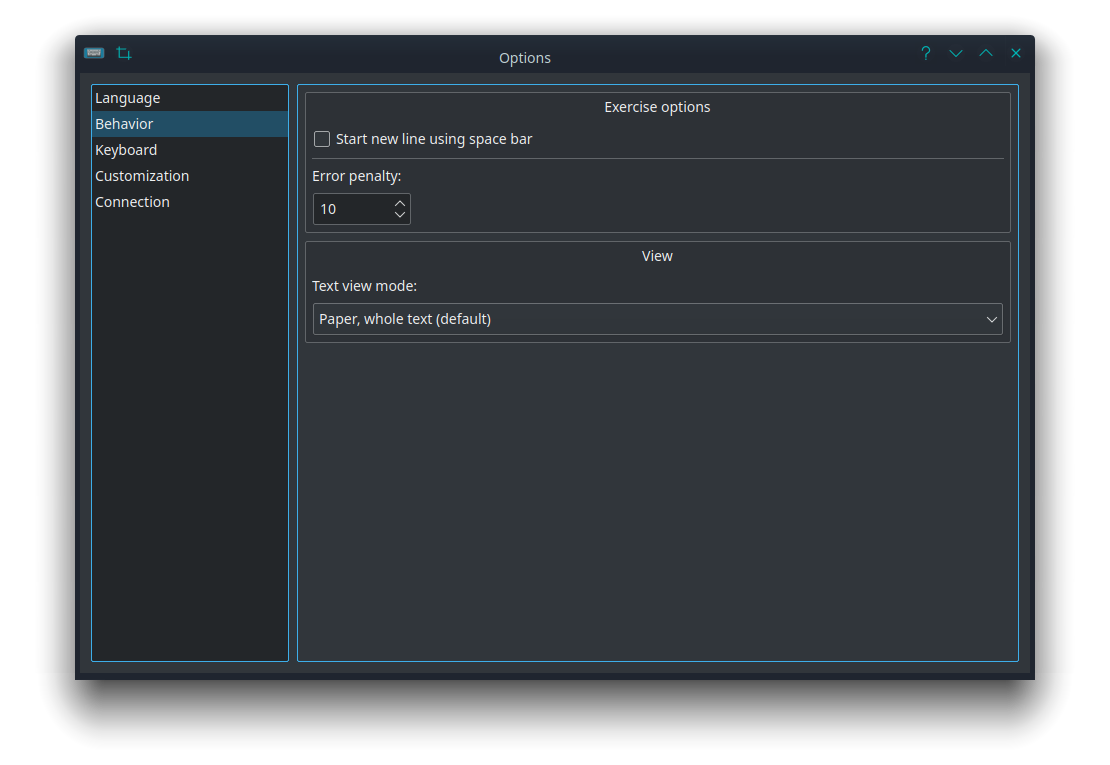 Options
Language
Behavior
Keyboard
Customization
Connection
Exercise options
Start new line using space bar
Error penalty:
10
View
Text view mode:
Paper, whole text (default)